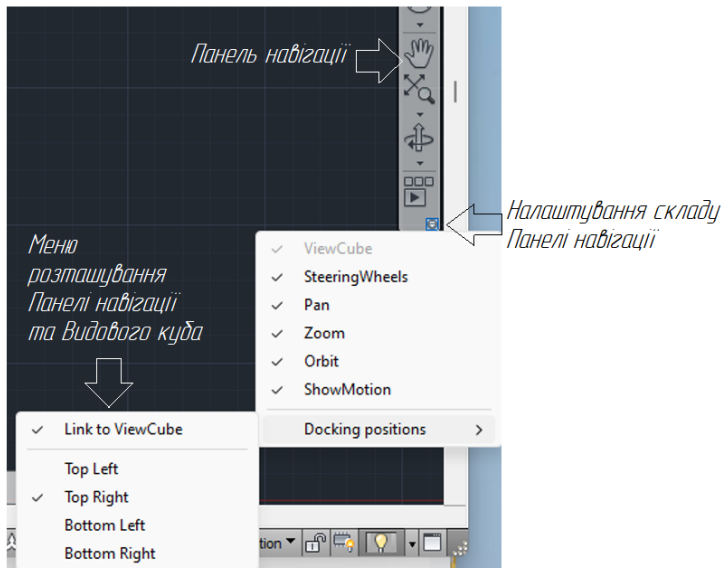 Панель навігації
Налаштування складу
Панелі навігації
Меню
розташування
Панелі навігації
та Видового куба
ViewCube
SteeringWheels
Pan
Zoom
Orbit
ShowMotion
Docking positions
Link to ViewCube
Top Left
Top Right
Bottom Left
Bottom Right
tion